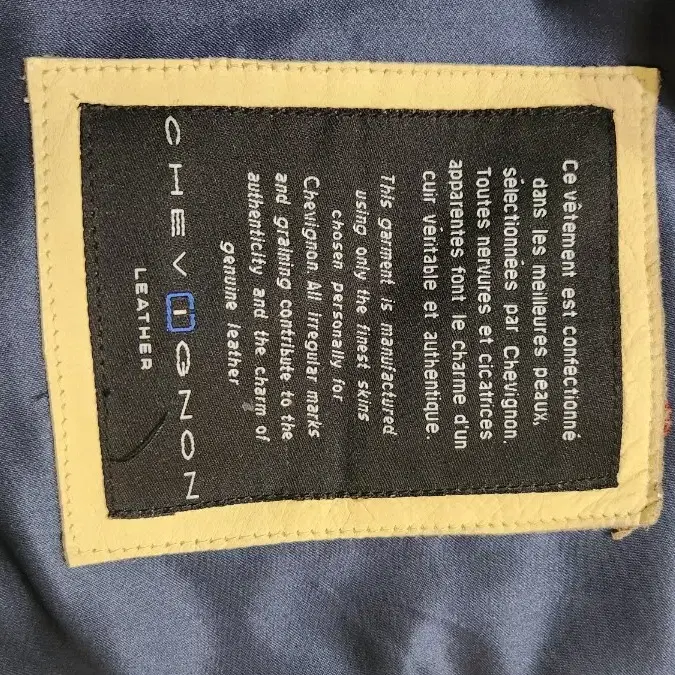 Ce vêtement est conféctionné
dans les meilleures peaux,
sélectionnées par Chevignon.
Toutes nervures et cicatrices
apparentes font le charme d'un
cuir véritable et authentique.
This garment is manufactured
using only the finest skins
chosen personally for
Chevignon. All irregular marks
and graining contribute to the
authenticity and the charm of
genuine leather
CHEVIGNON
LEATHER